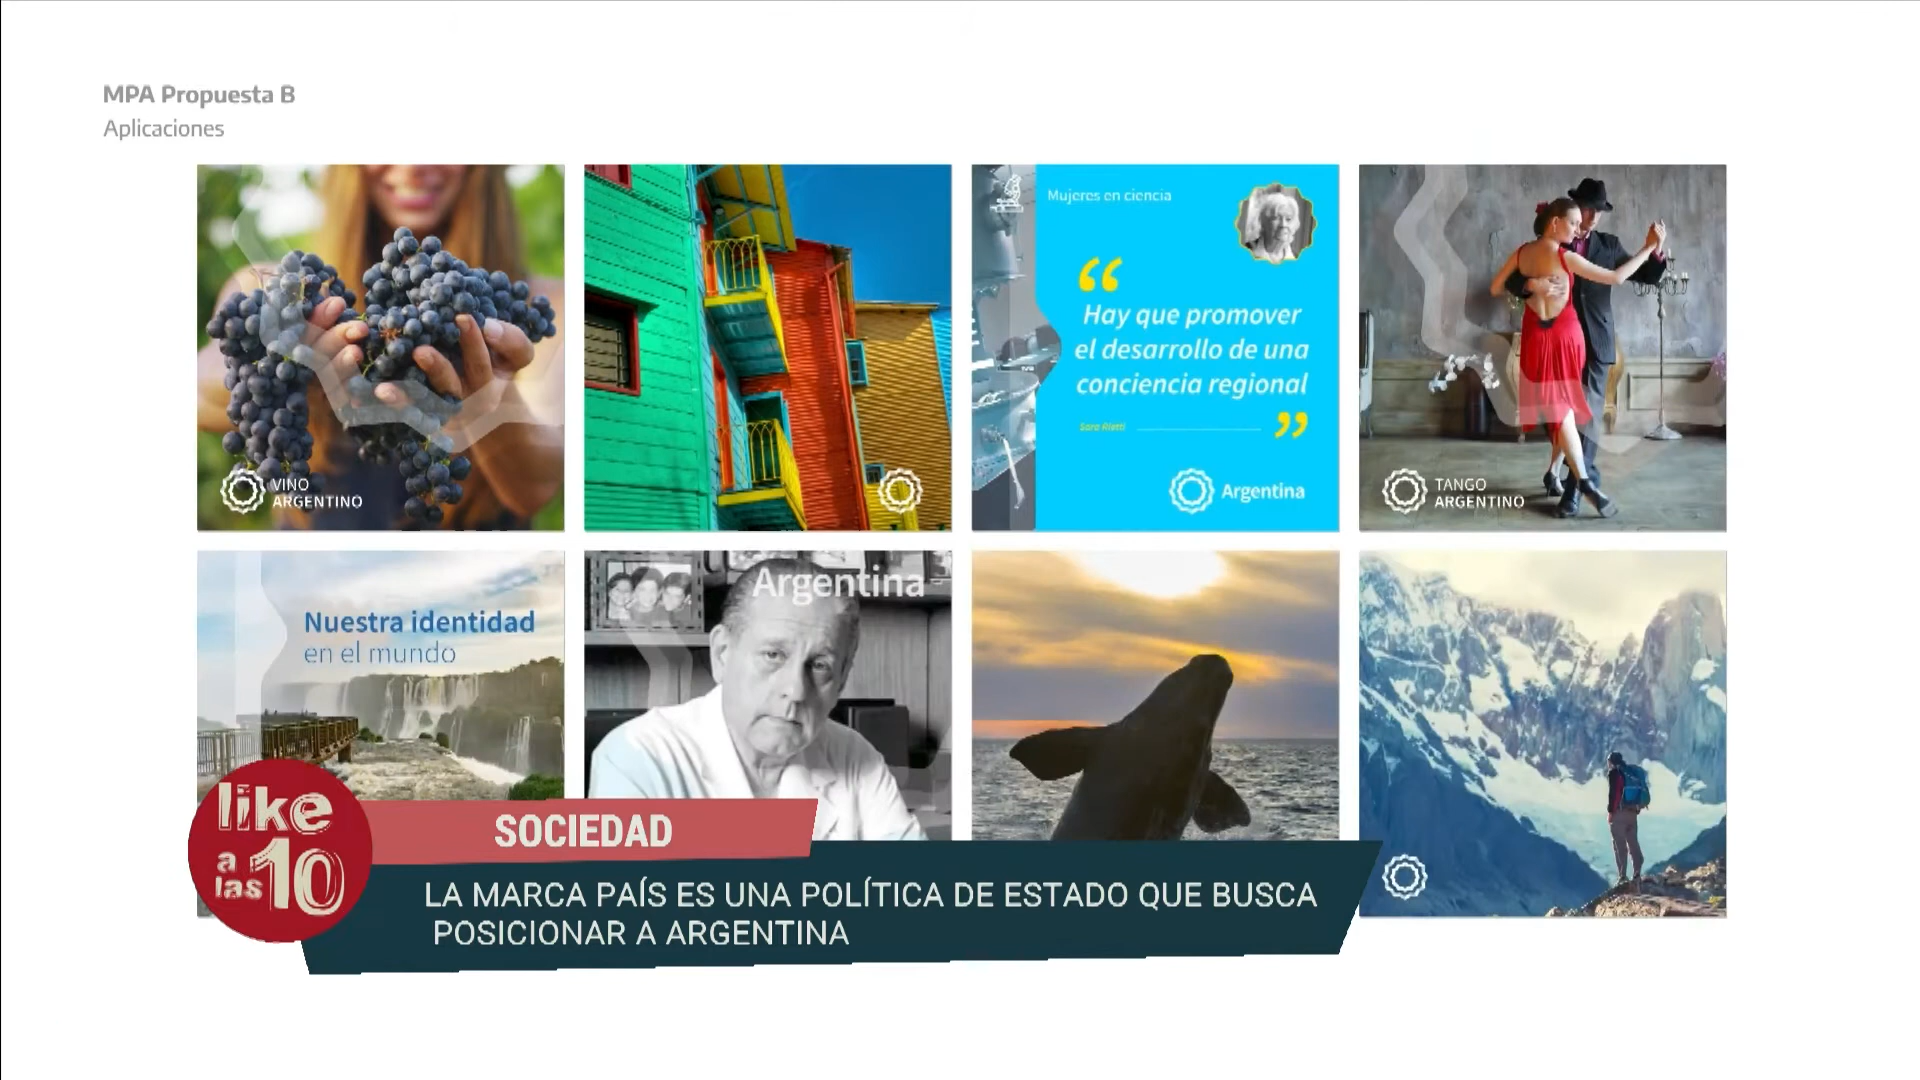 MPA Propuesta B
Aplicaciones
VINO
ARGENTINO
Mujeres en ciencia
“
Hay que promover
el desarrollo de una
conciencia regional
”
Sara Rietti
Argentina
TANGO
ARGENTINO
Nuestra identidad
en el mundo
Argentina
like
a las 10
SOCIEDAD
LA MARCA PAÍS ES UNA POLÍTICA DE ESTADO QUE BUSCA
POSICIONAR A ARGENTINA